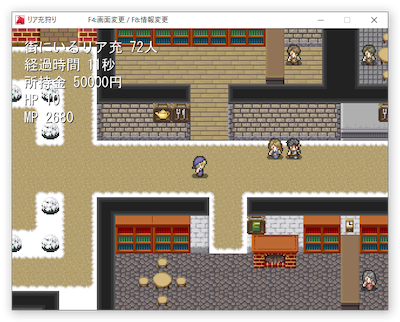 リア充狩り F4:画面変更 / F8:情報変更
街にいるリア充 72人
経過時間 11秒
所持金 50000円
HP 10
MP 2680